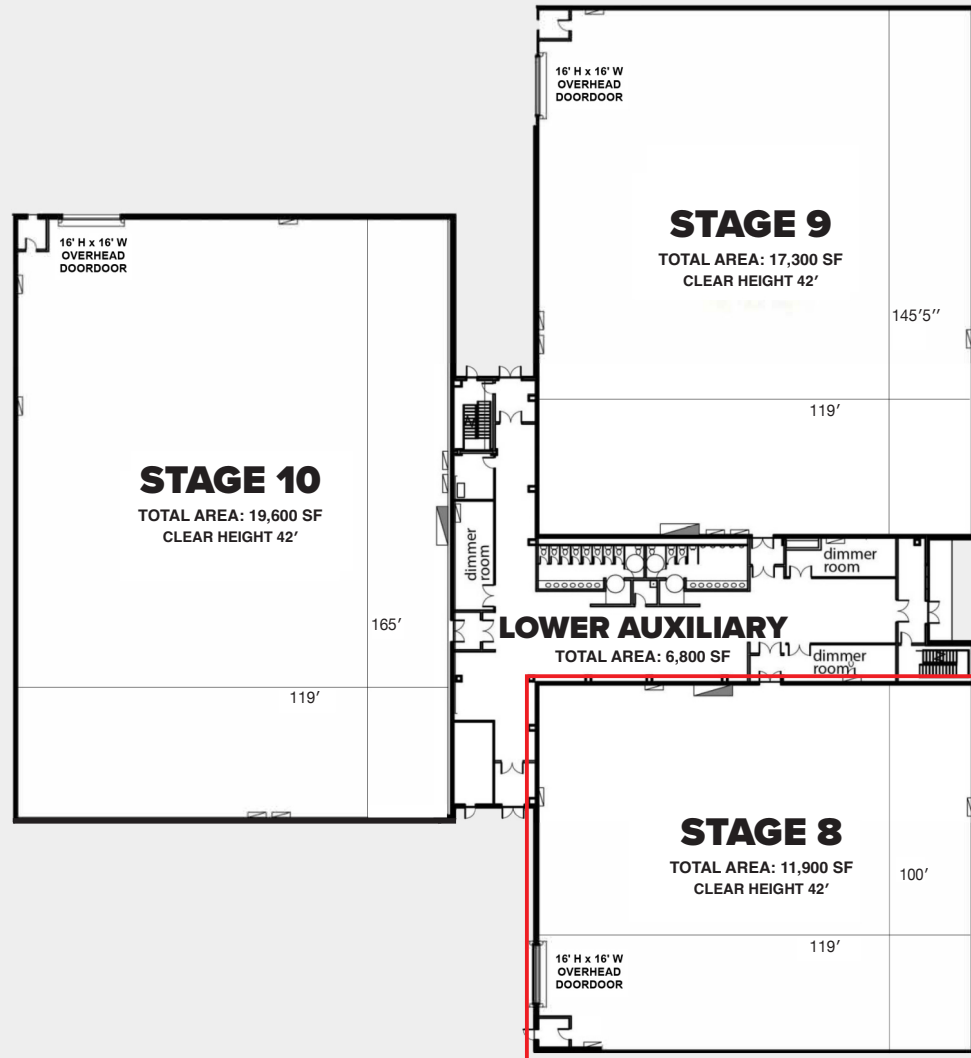 16' H x 16' W
OVERHEAD
DOORDOOR
STAGE 9
TOTAL AREA: 17,300 SF
CLEAR HEIGHT 42′
145′5′′
119′
16' H x 16' W
OVERHEAD
DOORDOOR
STAGE 10
TOTAL AREA: 19,600 SF
CLEAR HEIGHT 42′
165′
119′
dimmer
room
dimmer
room
LOWER AUXILIARY
TOTAL AREA: 6,800 SF
dimmer
room
STAGE 8
TOTAL AREA: 11,900 SF
CLEAR HEIGHT 42′
100′
119′
16' H x 16' W
OVERHEAD
DOORDOOR